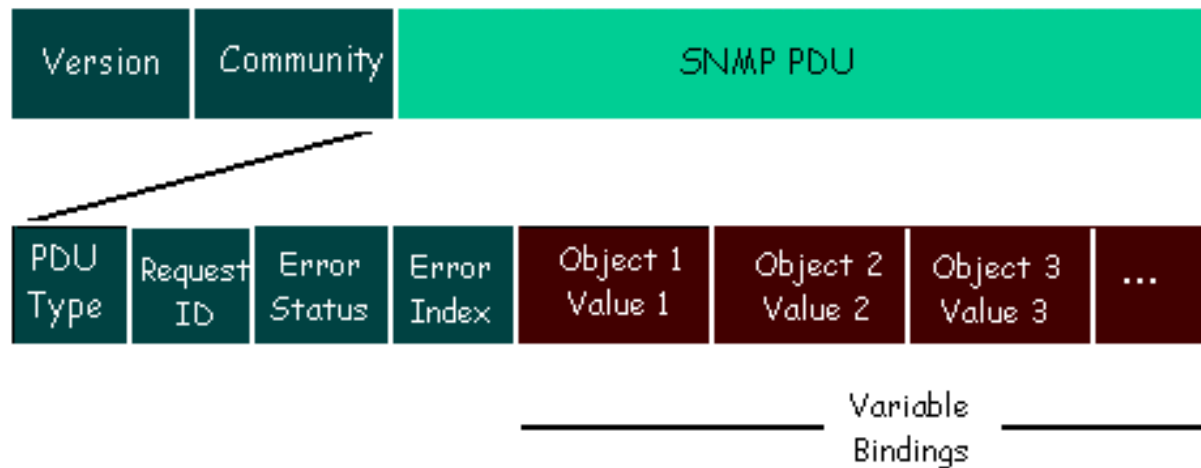 Version
Community
SNMP PDU
PDU
Type
Request
ID
Error
Status
Error
Index
Object 1
Value 1
Object 2
Value 2
Object 3
Value 3
...
Variable
Bindings